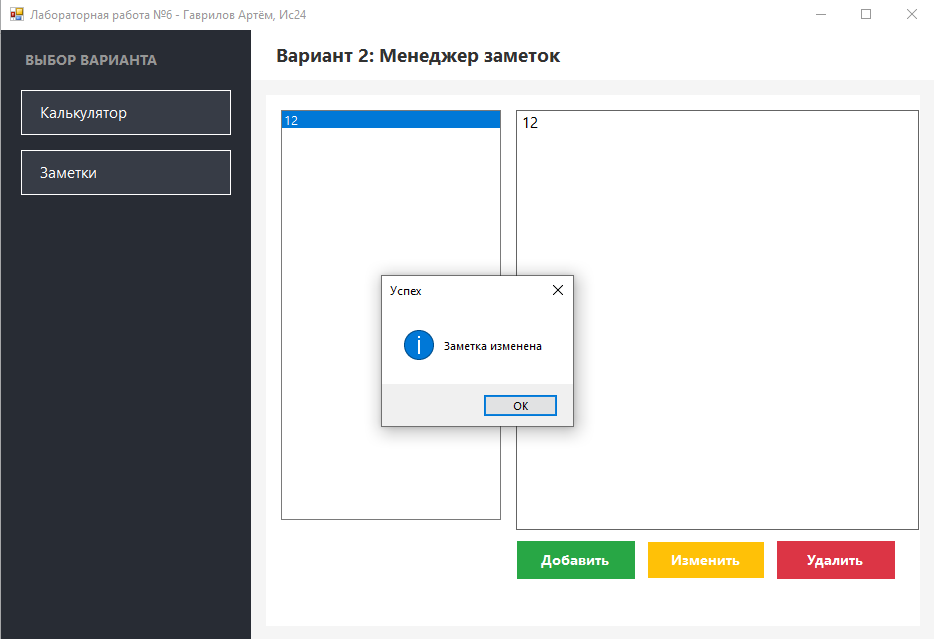 Лабораторная работа №6 - Гаврилов Артём, Ис24
ВЫБОР ВАРИАНТА
Калькулятор
Заметки
Вариант 2: Менеджер заметок
12
12
Успех
Заметка изменена
ОК
Добавить
Изменить
Удалить